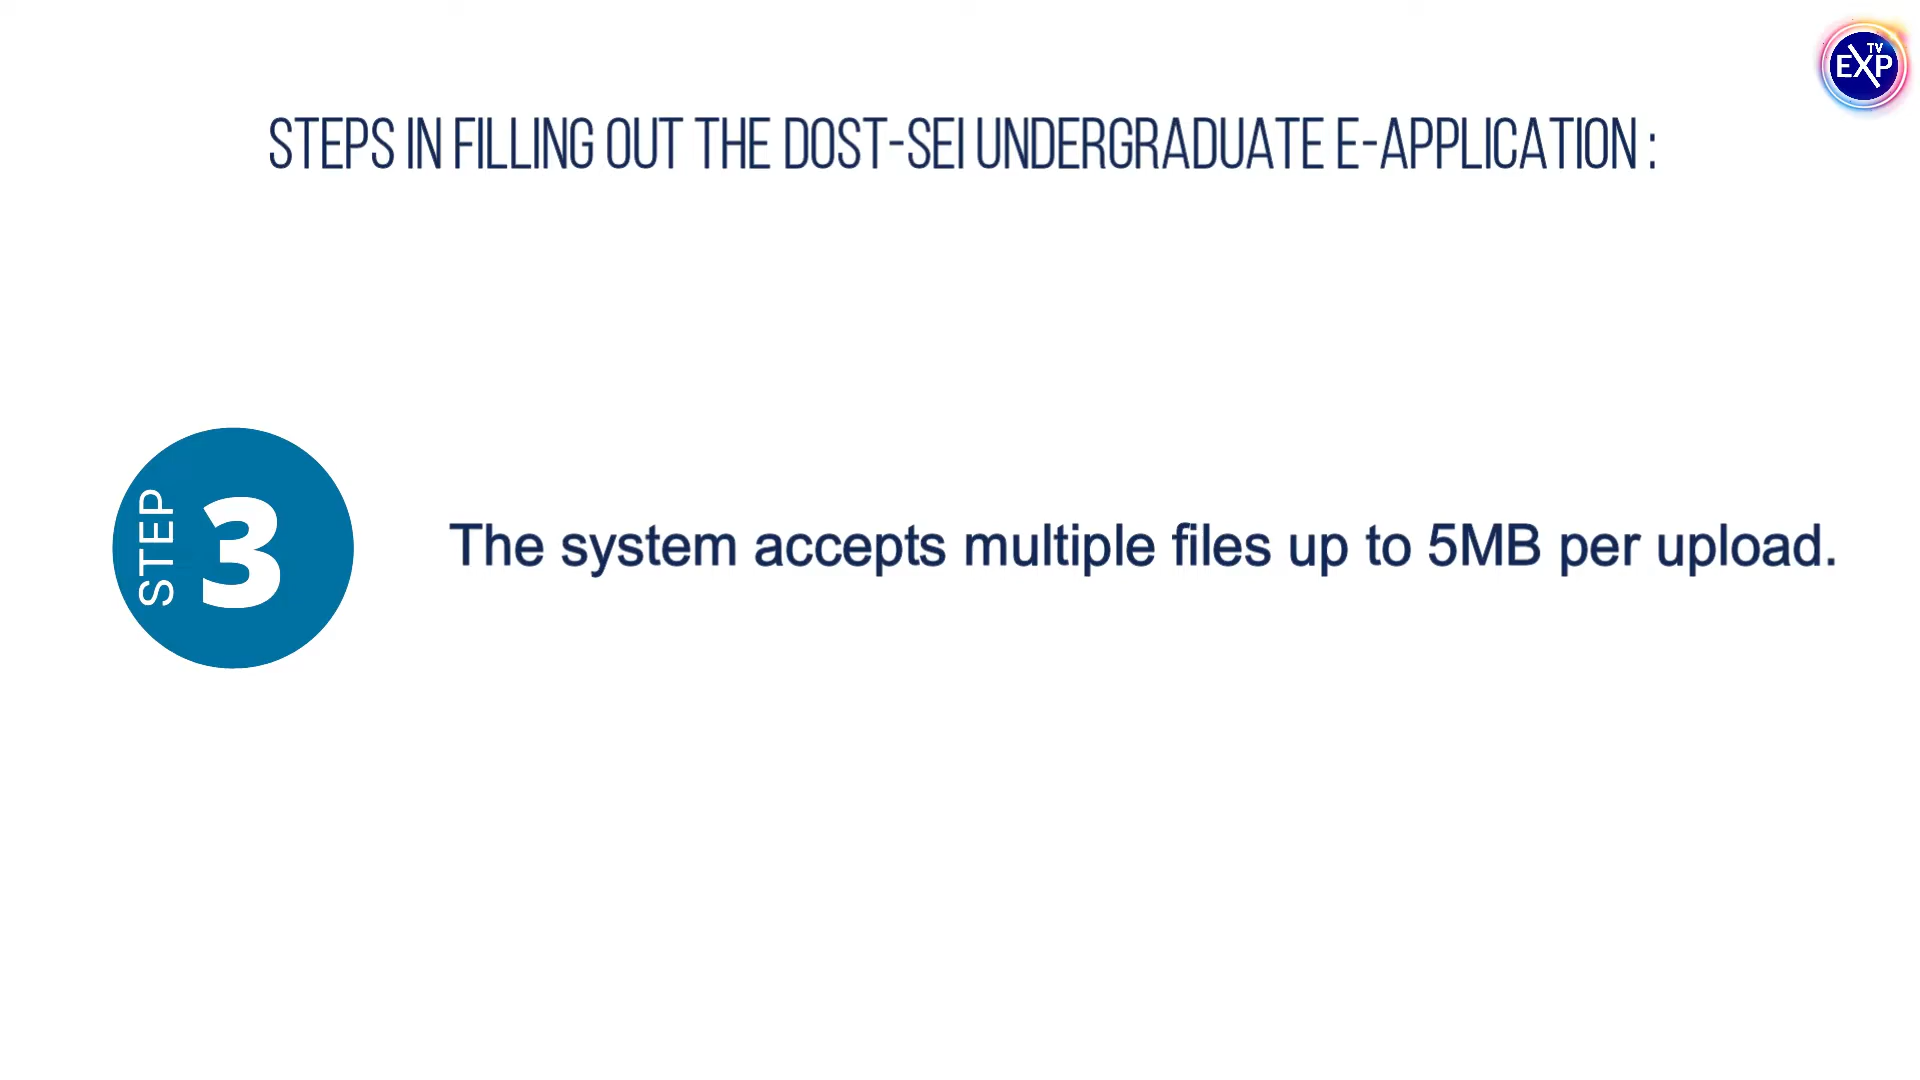 TV
EXP
STEPS IN FILLING OUT THE DOST-SEI UNDERGRADUATE E-APPLICATION :
STEP 3
The system accepts multiple files up to 5MB per upload.